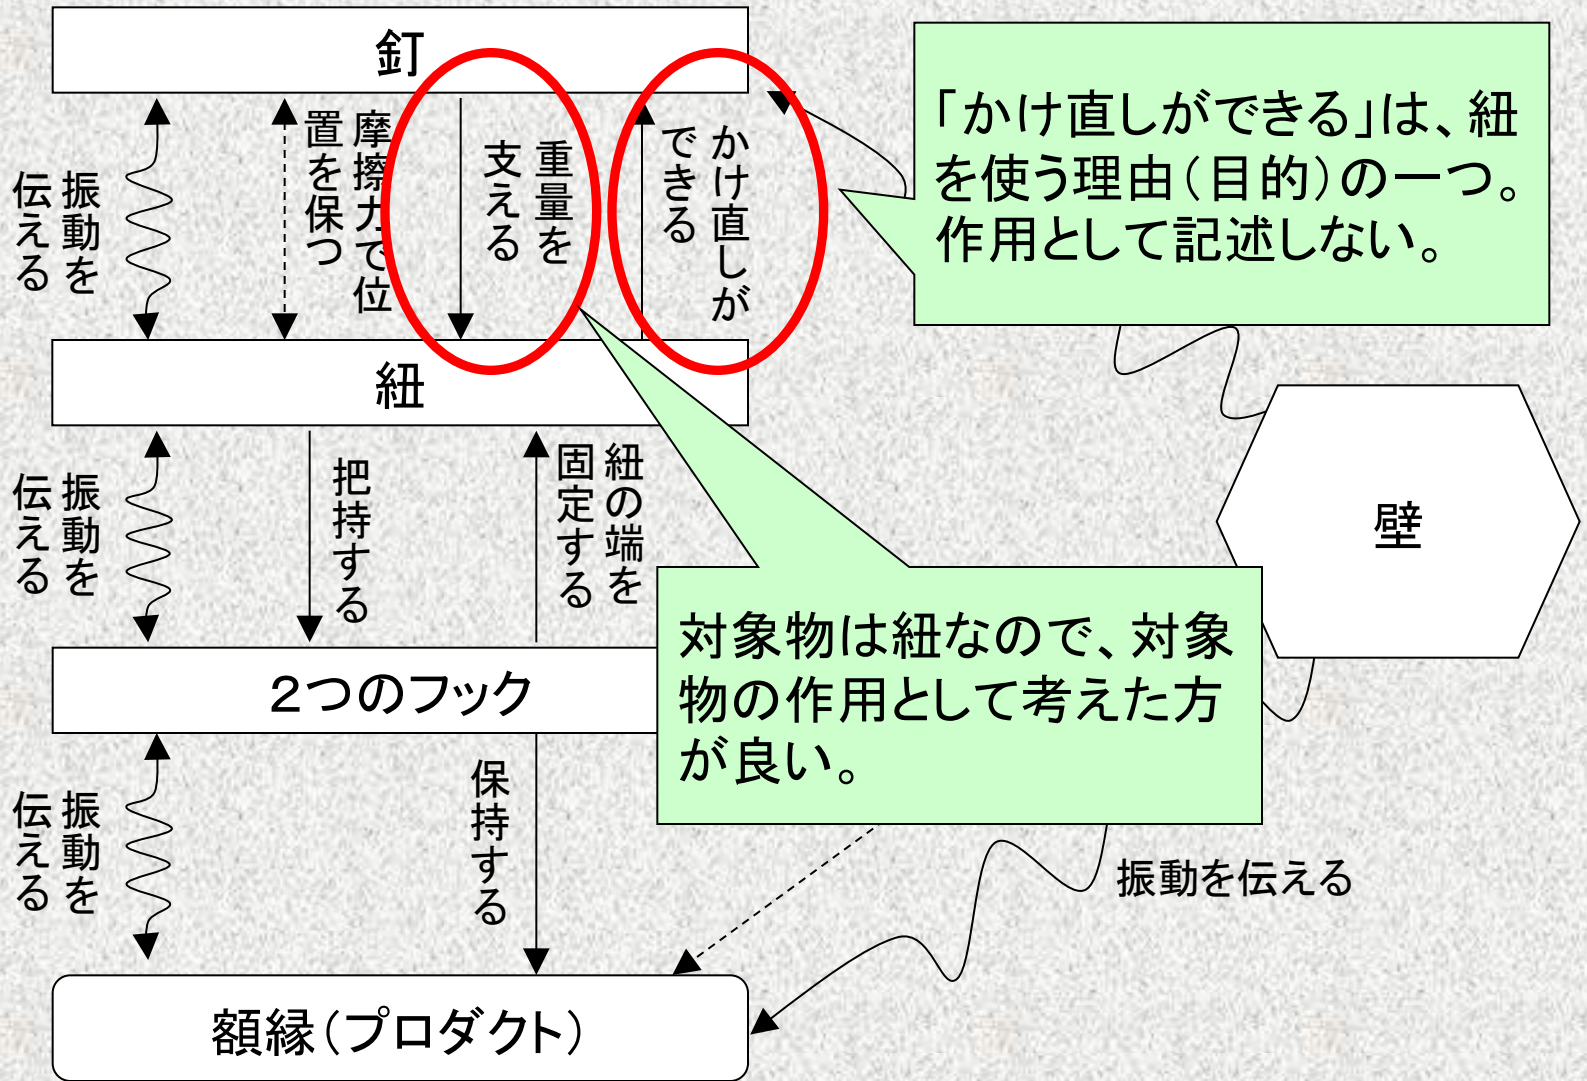 釘
「かけ直しができる」は、紐
を使う理由（目的）の一つ。
作用として記述しない。
振動を
伝える
摩擦力で位
置を保つ
重量を
支える
かけ直しが
できる
紐
振動を
伝える
把持する
紐の端を
固定する
壁
２つのフック
対象物は紐なので、対象
物の作用として考えた方
が良い。
振動を
伝える
保持する
振動を伝える
額縁（プロダクト）